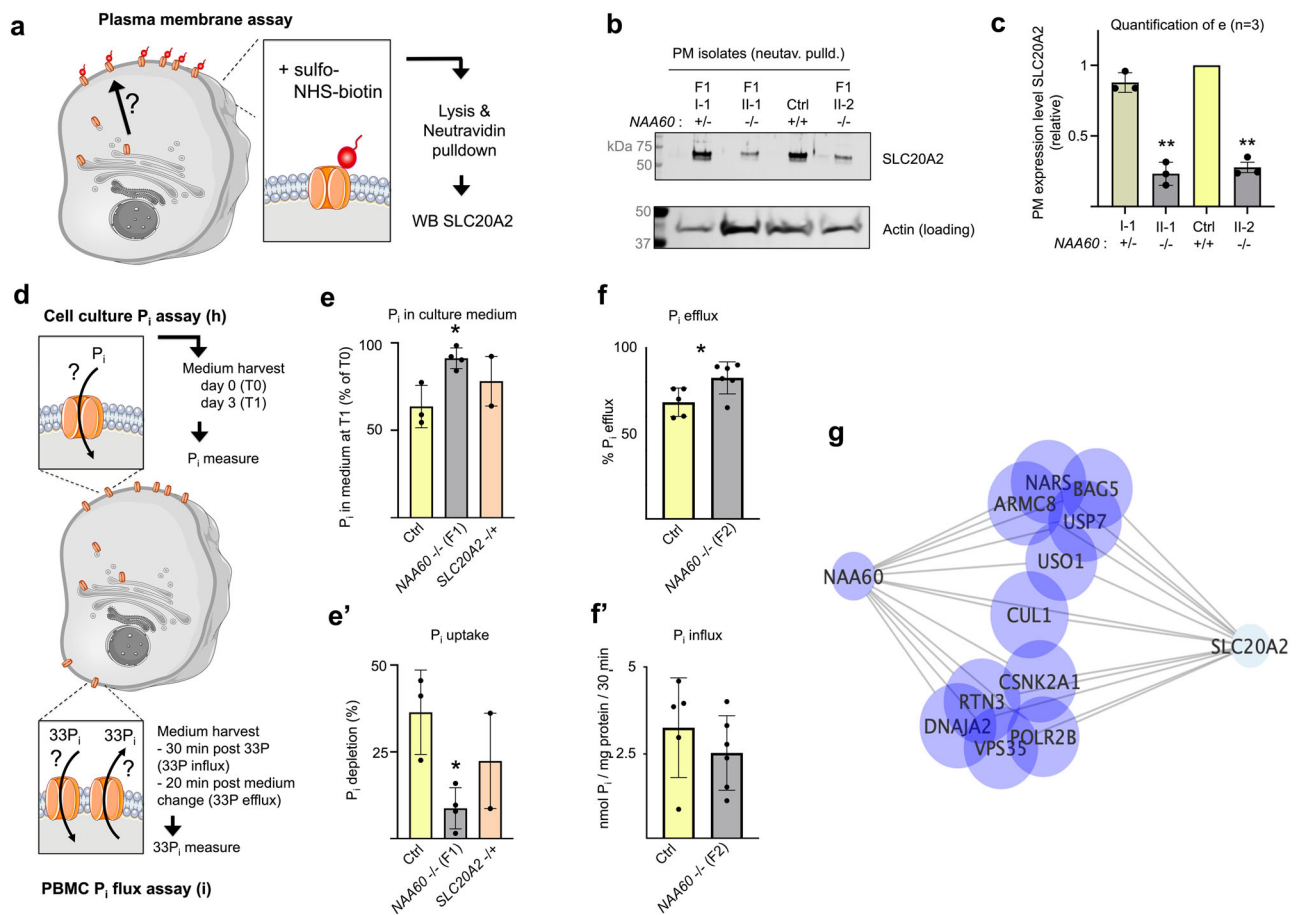 a
Plasma membrane assay
?
+ sulfo-
NHS-biotin
Lysis &
Neutravidin
pulldown
WB SLC20A2
b
PM isolates (neutav. pulld.)
F1 F1 F1
I-1 II-1 Ctrl II-2
NAA60 : +/- -/- +/+ -/-
kDa 75
50
SLC20A2
50
37
Actin (loading)
c
Quantification of e (n=3)
PM expression level SLC20A2
(relative)
1
0.5
** **
I-1 II-1 Ctrl II-2
NAA60 : +/- -/- +/+ -/-
d
Cell culture Pi assay (h)
Pi
?
Medium harvest
day 0 (T0)
day 3 (T1)
Pi measure
33Pi 33Pi
? ?
Medium harvest
- 30 min post 33P
(33P influx)
- 20 min post medium
change (33P efflux)
33Pi measure
PBMC Pi flux assay (i)
e
Pi in culture medium
*
Pi in medium at T1 (% of T0)
100
50
Ctrl
NAA60 -/- (F1)
SLC20A2 -/+
e'
Pi uptake
Pi depletion (%)
50
25
*
Ctrl
NAA60 -/- (F1)
SLC20A2 -/+
f
Pi efflux
*
% Pi efflux
100
50
Ctrl
NAA60 -/- (F2)
f'
Pi influx
nmol Pi / mg protein / 30 min
5
2.5
Ctrl
NAA60 -/- (F2)
g
NARS
BAG5
ARMC8
USP7
USO1
NAA60
CUL1
SLC20A2
CSNK2A1
RTN3
DNAJA2
POLR2B
VPS35